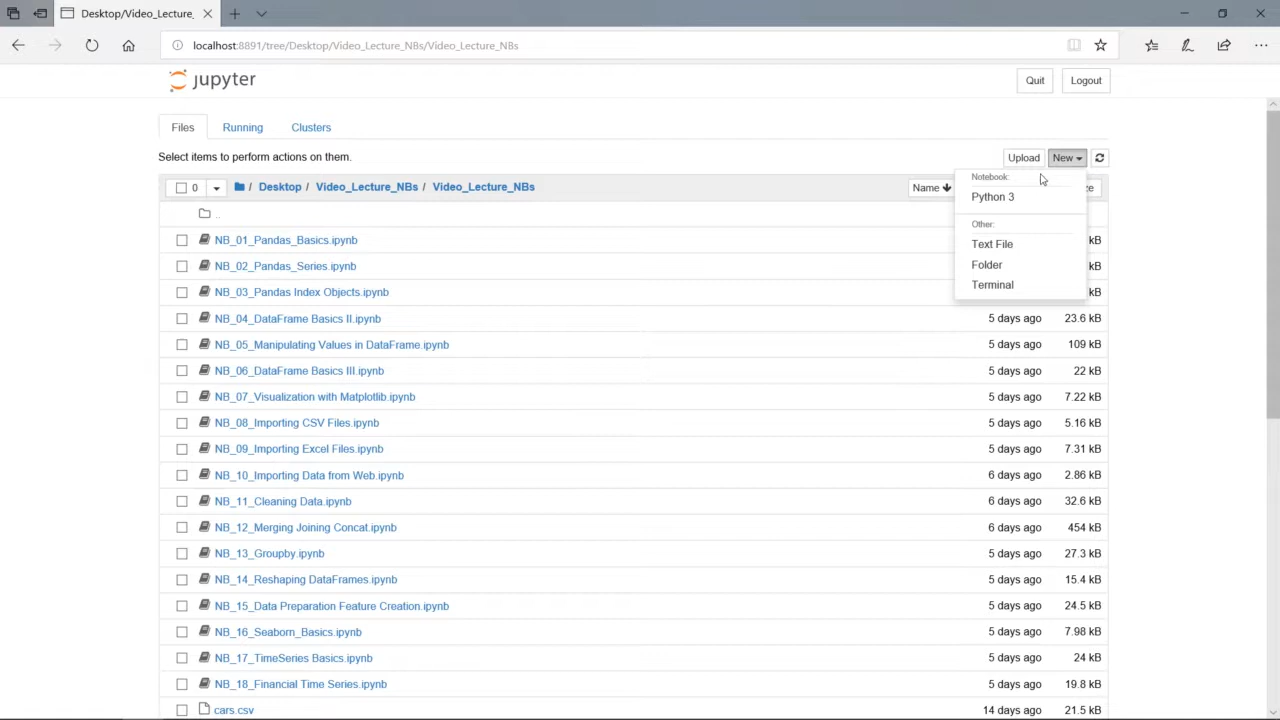 Desktop/Video_Lecture_
localhost:8891/tree/Desktop/Video_Lecture_NBs/Video_Lecture_NBs
jupyter
Quit
Logout
Files
Running
Clusters
Select items to perform actions on them.
Upload
New
0
/ Desktop / Video_Lecture_NBs / Video_Lecture_NBs
Name
ze
Notebook:
Python 3
Other:
Text File
Folder
Terminal
..
NB_01_Pandas_Basics.ipynb kB
NB_02_Pandas_Series.ipynb kB
NB_03_Pandas Index Objects.ipynb kB
NB_04_DataFrame Basics II.ipynb 5 days ago 23.6 kB
NB_05_Manipulating Values in DataFrame.ipynb 5 days ago 109 kB
NB_06_DataFrame Basics III.ipynb 5 days ago 22 kB
NB_07_Visualization with Matplotlib.ipynb 5 days ago 7.22 kB
NB_08_Importing CSV Files.ipynb 5 days ago 5.16 kB
NB_09_Importing Excel Files.ipynb 5 days ago 7.31 kB
NB_10_Importing Data from Web.ipynb 6 days ago 2.86 kB
NB_11_Cleaning Data.ipynb 6 days ago 32.6 kB
NB_12_Merging Joining Concat.ipynb 6 days ago 454 kB
NB_13_Groupby.ipynb 5 days ago 27.3 kB
NB_14_Reshaping DataFrames.ipynb 5 days ago 15.4 kB
NB_15_Data Preparation Feature Creation.ipynb 5 days ago 24.5 kB
NB_16_Seaborn_Basics.ipynb 5 days ago 7.98 kB
NB_17_TimeSeries Basics.ipynb 5 days ago 24 kB
NB_18_Financial Time Series.ipynb 5 days ago 19.8 kB
cars.csv 14 days ago 21.5 kB